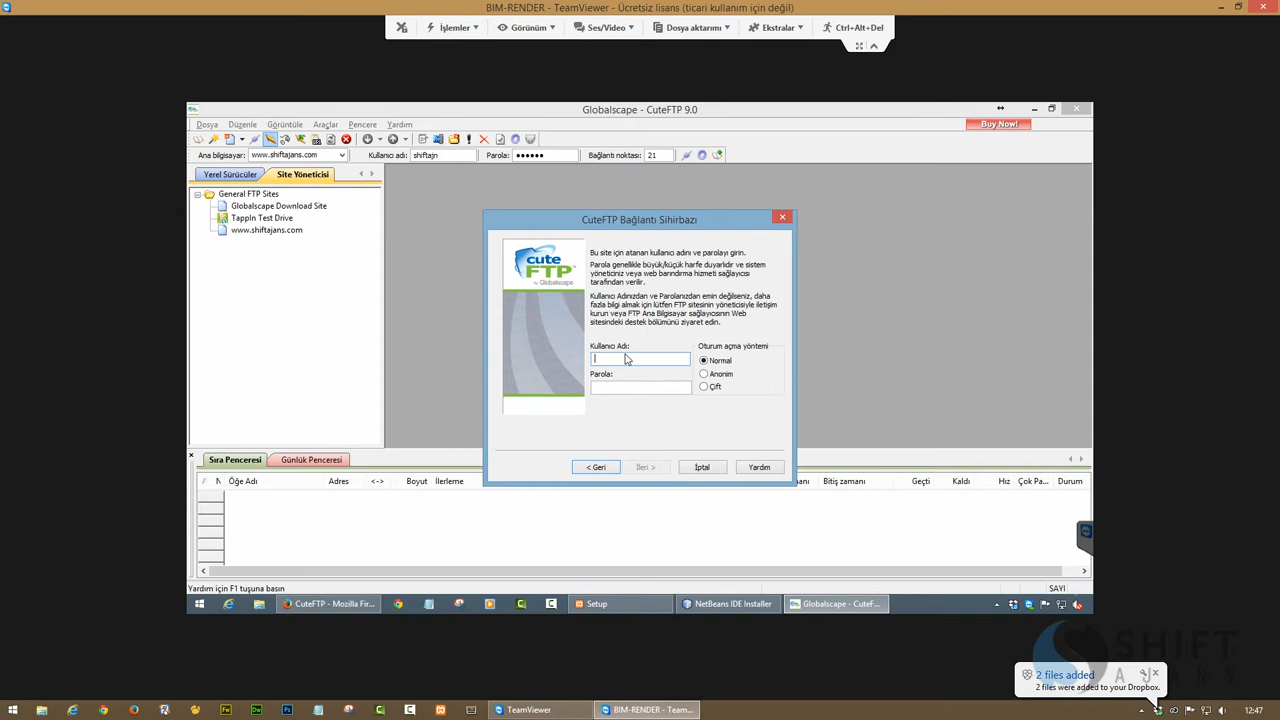 BIM-RENDER - TeamViewer - Ücretsiz lisans (ticari kullanım için değil)
İşlemler
Görünüm
Ses/Video
Dosya aktarımı
Ekstralar
Ctrl+Alt+Del
Globalscape - CuteFTP 9.0
Dosya Düzenle Görüntüle Araçlar Pencere Yardım
Buy Now!
Ana bilgisayar: www.shiftajans.com Kullanıcı adı: shiftajn Parola: •••••• Bağlantı noktası: 21
Yerel Sürücüler Site Yöneticisi
General FTP Sites
Globalscape Download Site
TappIn Test Drive
www.shiftajans.com
CuteFTP Bağlantı Sihirbazı
cute
FTP™
by Globalscape
Bu site için atanan kullanıcı adını ve parolayı girin.
Parola genellikle büyük/küçük harfe duyarlıdır ve sistem
yöneticiniz veya web barındırma hizmeti sağlayıcısı
tarafından verilir.
Kullanıcı Adınızdan ve Parolanızdan emin değilseniz, daha
fazla bilgi almak için lütfen FTP sitesinin yöneticisiyle iletişim
kurun veya FTP Ana Bilgisayar sağlayıcısının Web
sitesindeki destek bölümünü ziyaret edin.
Kullanıcı Adı:
Parola:
Oturum açma yöntemi
Normal
Anonim
Çift
< Geri İleri > İptal Yardım
Sıra Penceresi Günlük Penceresi
/ N Öğe Adı Adres <-> Boyut İlerleme Bitiş zamanı Geçti Kaldı Hız Çok Pa... Durum
Yardım için F1 tuşuna basın
SAYI
CuteFTP - Mozilla Fir... Setup NetBeans IDE Installer Globalscape - CuteF...
SHIFT
AJANS
2 files added
2 files were added to your Dropbox.
TeamViewer BIM-RENDER - Team... 12:47